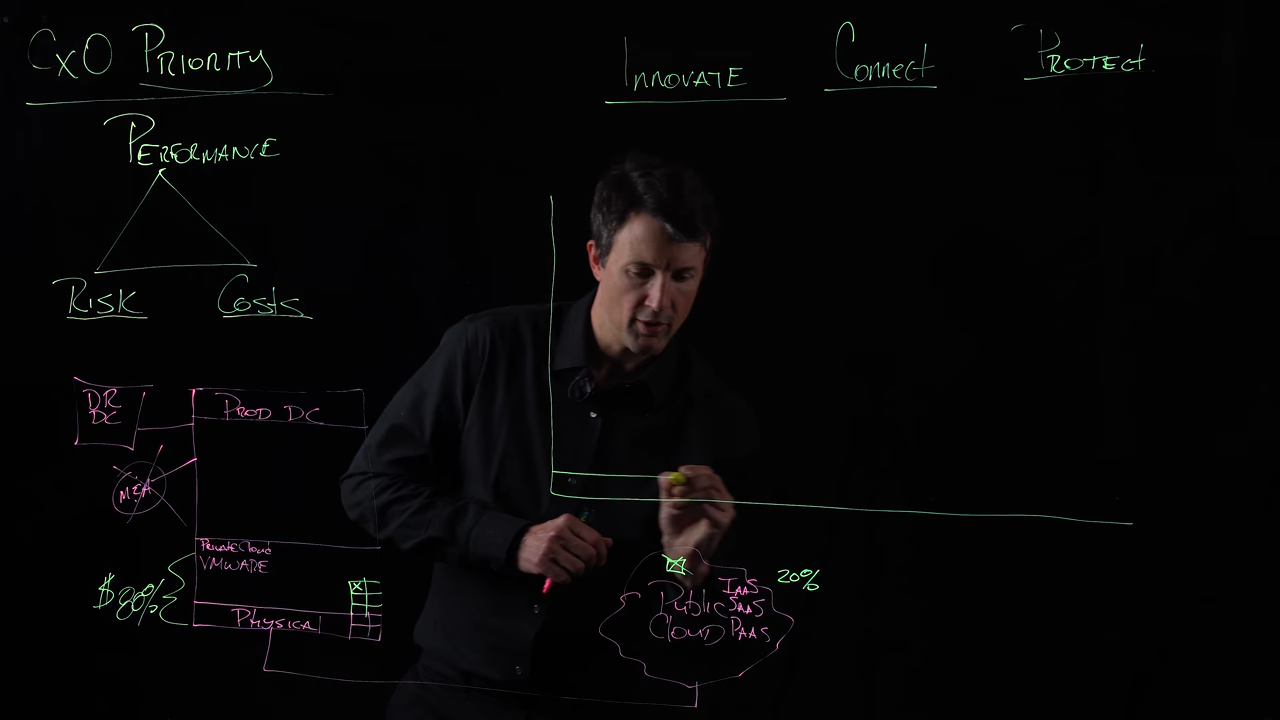 CxO PRIORITY
INNOVATE
CONNECT
PROTECT
PERFORMANCE
RISK
COSTS
DR
DC
PROD DC
M&A
PRIVATE CLOUD
VMWARE
$ 80%
PHYSICAL
X
IAAS
PUBLIC SAAS
CLOUD PAAS
20%